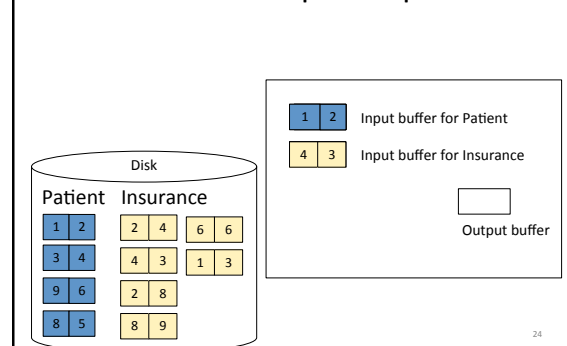 1 2 Input buffer for Patient
4 3 Input buffer for Insurance
Output buffer
Disk
Patient Insurance
1 2 2 4 6 6
3 4 4 3 1 3
9 6 2 8
8 5 8 9
24